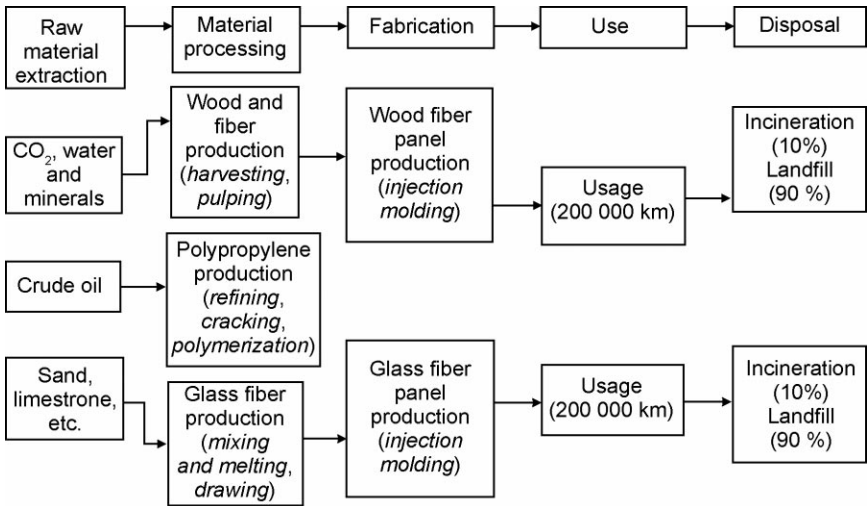 Raw
material
extraction
Material
processing
Fabrication
Use
Disposal
CO2, water
and
minerals
Wood and
fiber
production
(harvesting,
pulping)
Wood fiber
panel
production
(injection
molding)
Usage
(200 000 km)
Incineration
(10%)
Landfill
(90 %)
Crude oil
Polypropylene
production
(refining,
cracking,
polymerization)
Sand,
limestrone,
etc.
Glass fiber
production
(mixing
and melting,
drawing)
Glass fiber
panel
production
(injection
molding)
Usage
(200 000 km)
Incineration
(10%)
Landfill
(90 %)